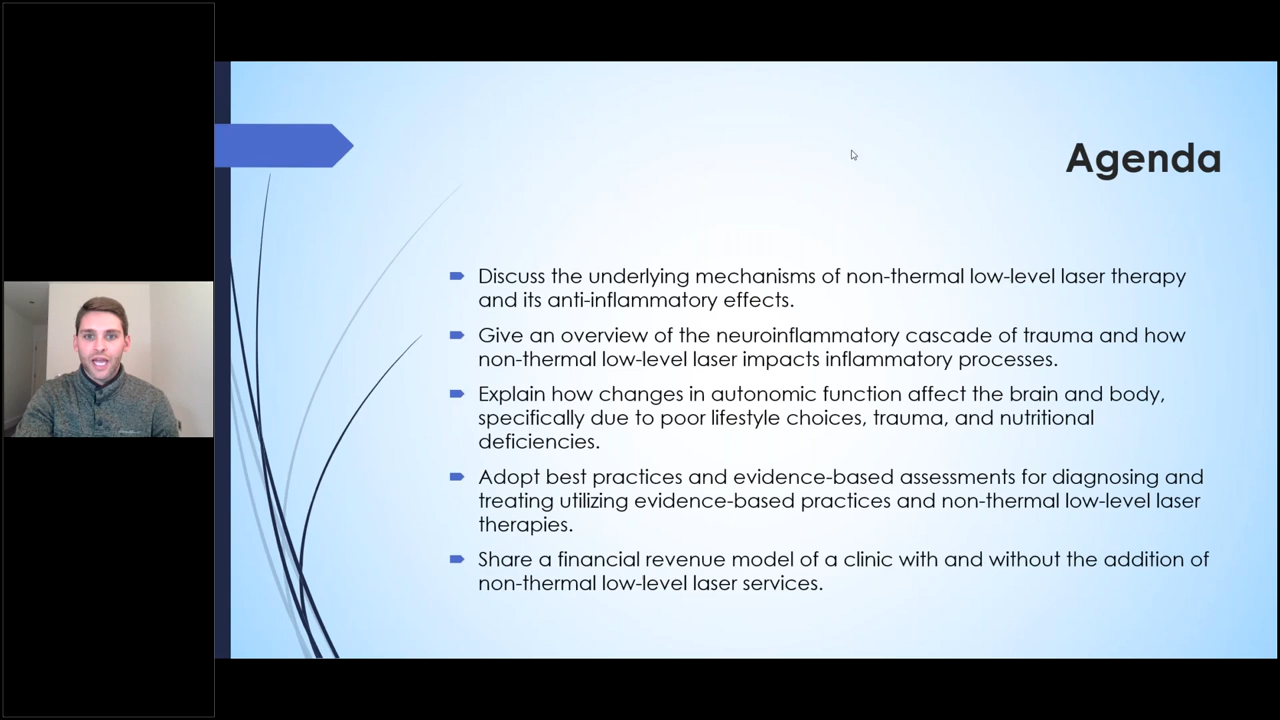 Agenda
Discuss the underlying mechanisms of non-thermal low-level laser therapy
and its anti-inflammatory effects.
Give an overview of the neuroinflammatory cascade of trauma and how
non-thermal low-level laser impacts inflammatory processes.
Explain how changes in autonomic function affect the brain and body,
specifically due to poor lifestyle choices, trauma, and nutritional
deficiencies.
Adopt best practices and evidence-based assessments for diagnosing and
treating utilizing evidence-based practices and non-thermal low-level laser
therapies.
Share a financial revenue model of a clinic with and without the addition of
non-thermal low-level laser services.